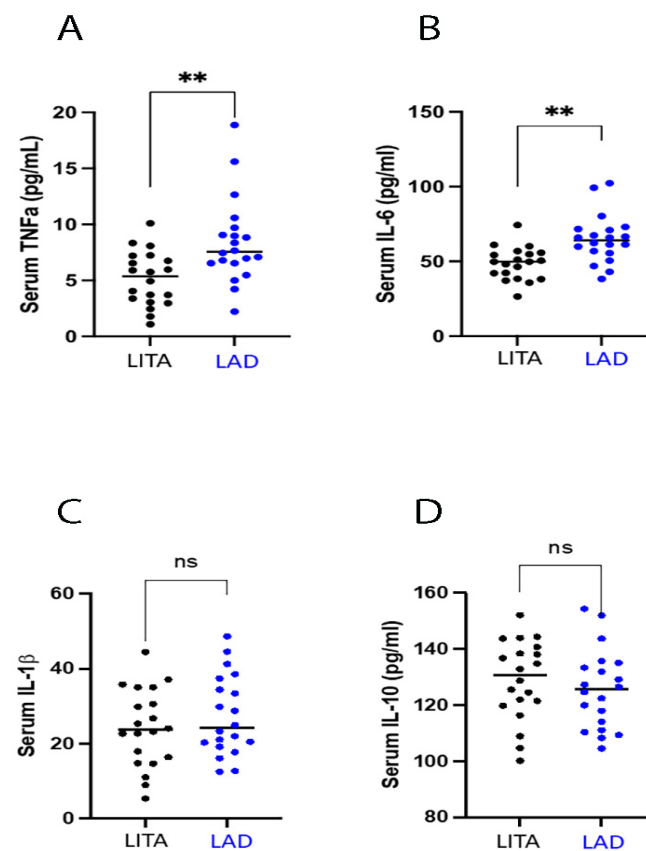 A
**
Serum TNFa (pg/mL)
20
15
10
5
0
LITA
LAD
B
**
Serum IL-6 (pg/ml)
150
100
50
0
LITA
LAD
C
ns
Serum IL-1β
60
40
20
0
LITA
LAD
D
ns
Serum IL-10 (pg/ml)
160
140
120
100
80
LITA
LAD